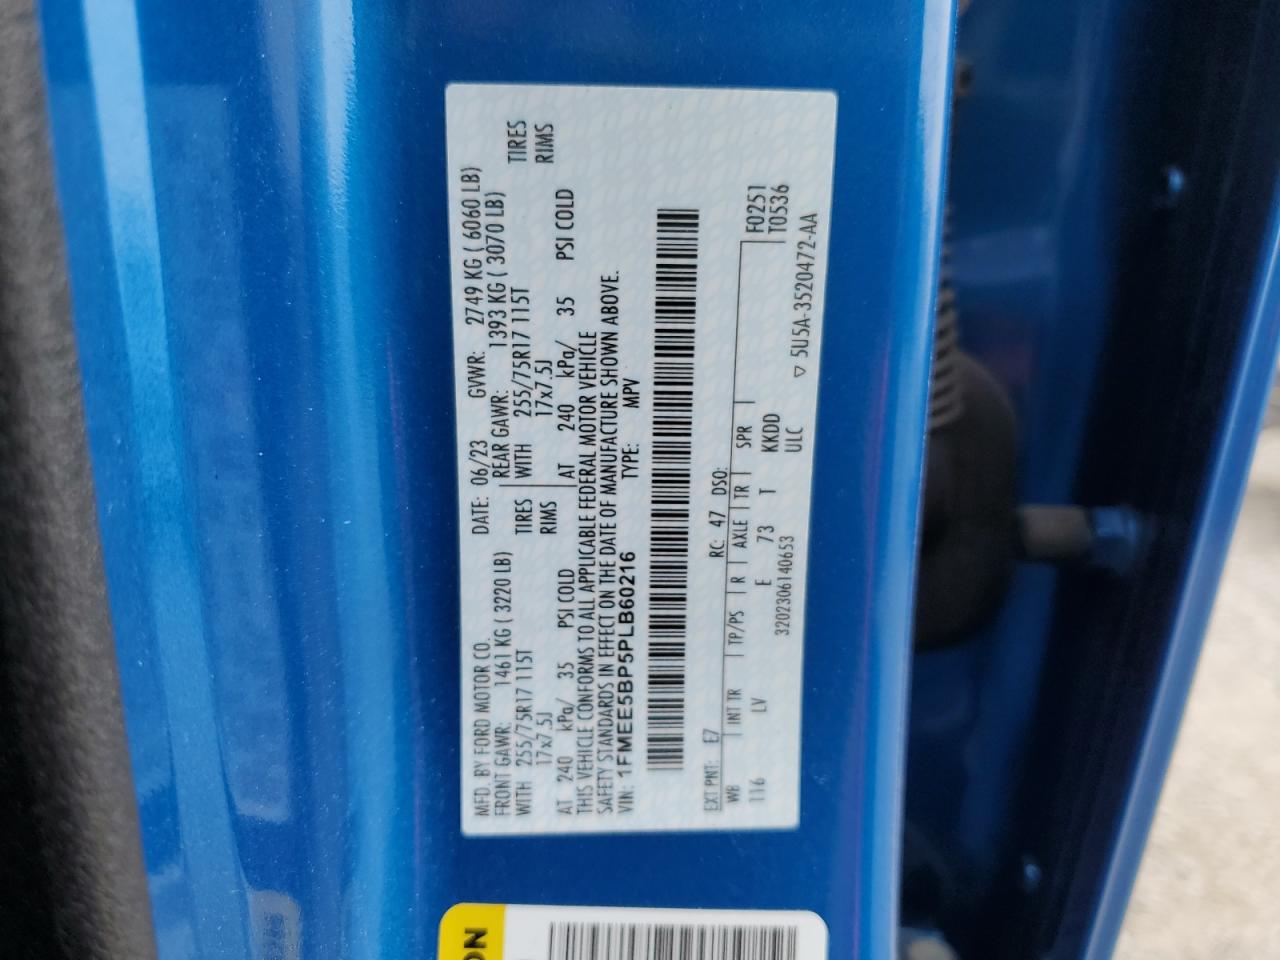 MFD. BY FORD MOTOR CO.
DATE: 06/23 GVWR: 2749 KG ( 6060 LB)
FRONT GAWR: 1461 KG ( 3220 LB) REAR GAWR: 1393 KG ( 3070 LB)
WITH 255/75R17 115T TIRES WITH 255/75R17 115T TIRES
17x7.5J RIMS 17x7.5J RIMS
AT 240 kPa/ 35 PSI COLD AT 240 kPa/ 35 PSI COLD
THIS VEHICLE CONFORMS TO ALL APPLICABLE FEDERAL MOTOR VEHICLE
SAFETY STANDARDS IN EFFECT ON THE DATE OF MANUFACTURE SHOWN ABOVE.
VIN: 1FMEE5BP5PLB60216 TYPE: MPV
EXT PNT: E7 RC: 47 DSO: F0251
WB INT TR TP/PS R AXLE TR SPR T0536
116 LV E 73 T KKDD
3202306140653 ULC ▽ 5U5A-3520472-AA
ON